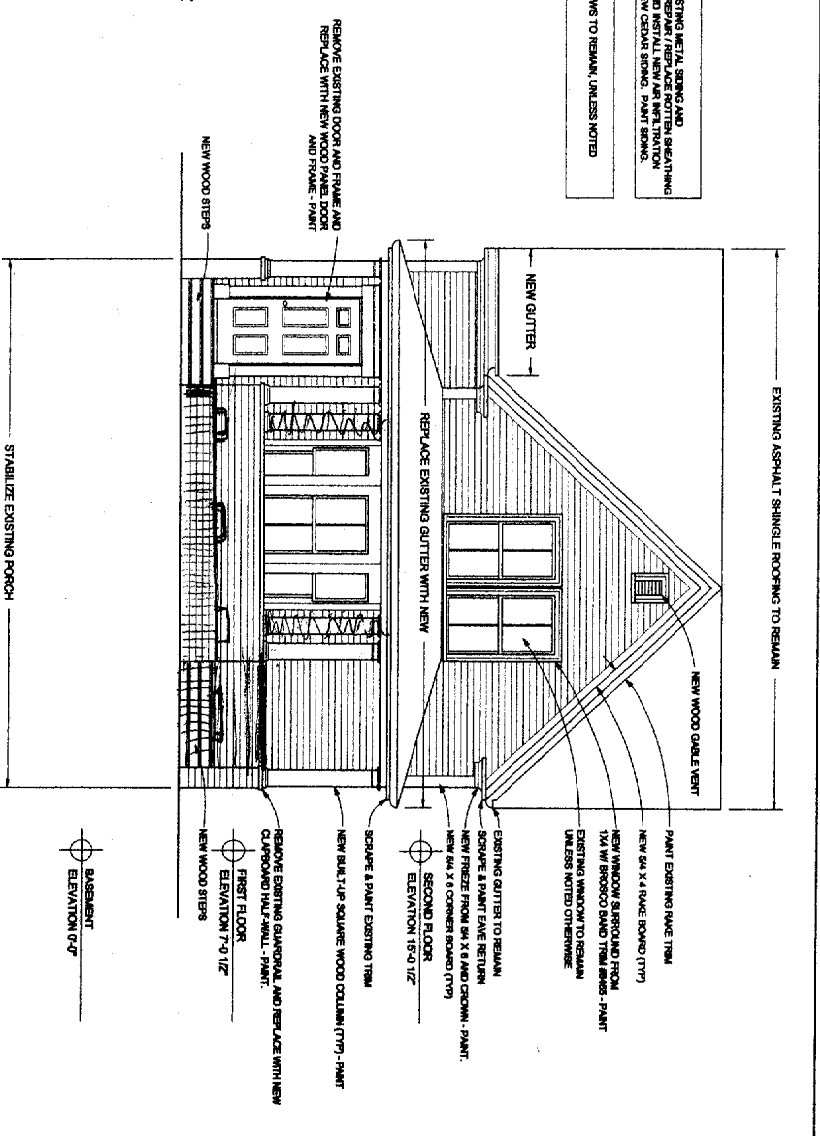 STING METAL SIDING AND
REPAIR / REPLACE ROTTEN SHEATHING
D INSTALL NEW AIR INFILTRATION
W CEDAR SIDING. PAINT SIDING.
WS TO REMAIN, UNLESS NOTED
EXISTING ASPHALT SHINGLE ROOFING TO REMAIN
NEW GUTTER
NEW WOOD GABLE VENT
PAINT EXISTING RAKE TRIM
NEW 5/4 X 4 RAKE BOARD (TYP)
NEW WINDOW SURROUND FROM
1X4 W/ BROSCO BAND TRIM - PAINT
EXISTING WINDOW TO REMAIN
UNLESS NOTED OTHERWISE
EXISTING GUTTER TO REMAIN
SCRAPE & PAINT EAVE RETURN
NEW FRIEZE FROM 5/4 X 8 AND CROWN - PAINT.
NEW 5/4 X 6 CORNER BOARD (TYP)
REPLACE EXISTING GUTTER WITH NEW
SECOND FLOOR
ELEVATION 15'-0 1/2"
SCRAPE & PAINT EXISTING TRIM
NEW BUILT-UP SQUARE WOOD COLUMN (TYP) - PAINT
REMOVE EXISTING DOOR AND FRAME AND
REPLACE WITH NEW WOOD PANEL DOOR
AND FRAME - PAINT
REMOVE EXISTING GUARDRAIL AND REPLACE WITH NEW
CLAPBOARD HALF-WALL - PAINT.
FIRST FLOOR
ELEVATION 7'-0 1/2"
NEW WOOD STEPS
NEW WOOD STEPS
BASEMENT
ELEVATION 0'-0"
STABILIZE EXISTING PORCH